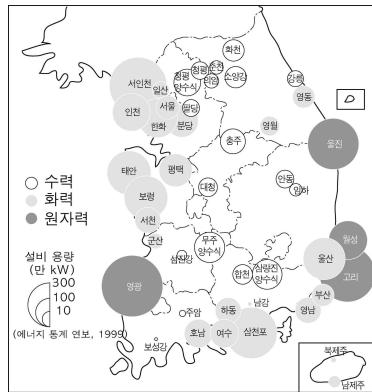 화천
춘천
청평
의암
소양강
청평
양수식
팔당
강릉
영동
서인천
일산
서울
인천
한화
분당
영월
충주
울진
태안
평택
보령
대청
안동
임하
서천
군산
무주
양수식
섬진강
합천
삼랑진
양수식
월성
울산
고리
영광
주암
하동
남강
부산
영남
호남
여수
삼천포
보성강
북제주
남제주
수력
화력
원자력
설비 용량
(만 kW)
300
100
10
(에너지 통계 연보, 1999)